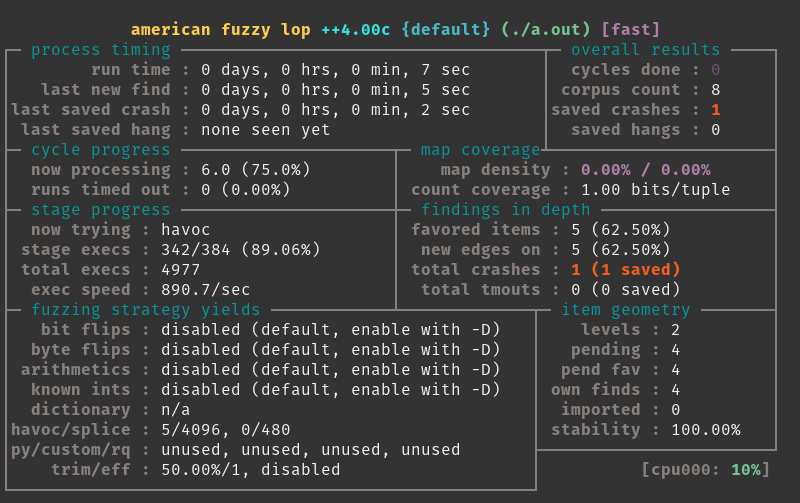 american fuzzy lop ++4.00c {default} (./a.out) [fast]
process timing overall results
run time : 0 days, 0 hrs, 0 min, 7 sec cycles done : 0
last new find : 0 days, 0 hrs, 0 min, 5 sec corpus count : 8
last saved crash : 0 days, 0 hrs, 0 min, 2 sec saved crashes : 1
last saved hang : none seen yet saved hangs : 0
cycle progress map coverage
now processing : 6.0 (75.0%) map density : 0.00% / 0.00%
runs timed out : 0 (0.00%) count coverage : 1.00 bits/tuple
stage progress findings in depth
now trying : havoc favored items : 5 (62.50%)
stage execs : 342/384 (89.06%) new edges on : 5 (62.50%)
total execs : 4977 total crashes : 1 (1 saved)
exec speed : 890.7/sec total tmouts : 0 (0 saved)
fuzzing strategy yields item geometry
bit flips : disabled (default, enable with -D) levels : 2
byte flips : disabled (default, enable with -D) pending : 4
arithmetics : disabled (default, enable with -D) pend fav : 4
known ints : disabled (default, enable with -D) own finds : 4
dictionary : n/a imported : 0
havoc/splice : 5/4096, 0/480 stability : 100.00%
py/custom/rq : unused, unused, unused, unused
trim/eff : 50.00%/1, disabled [cpu000: 10%]